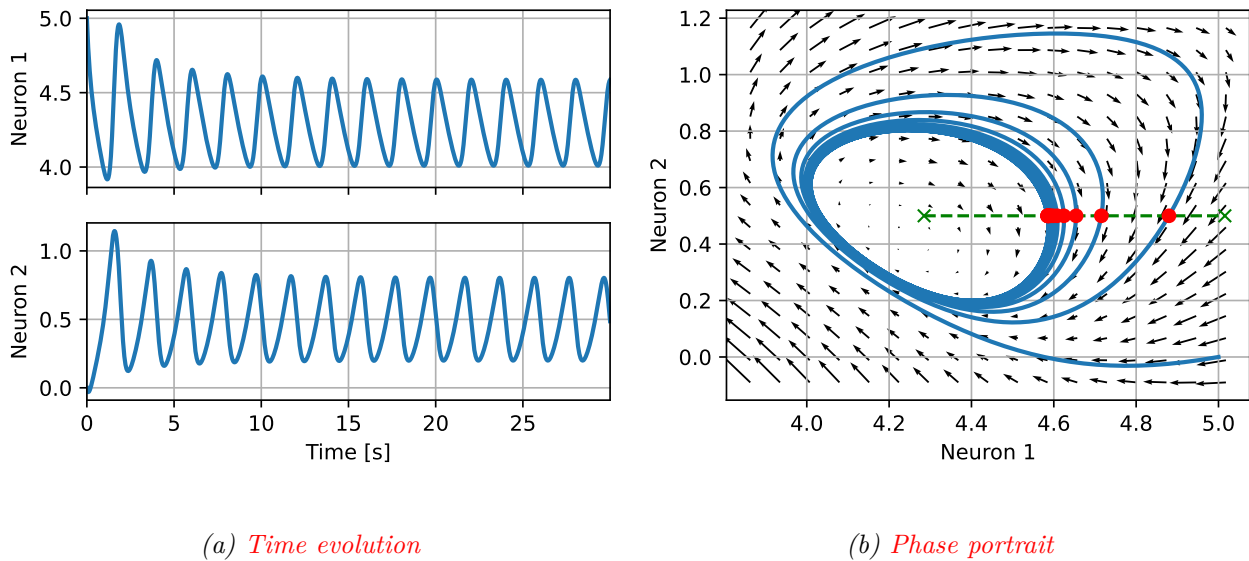 5.0
4.5
4.0
Neuron 1
1.0
0.5
0.0
Neuron 2
0 5 10 15 20 25
Time [s]
(a) Time evolution
1.2
1.0
0.8
0.6
0.4
0.2
0.0
Neuron 2
4.0 4.2 4.4 4.6 4.8 5.0
Neuron 1
(b) Phase portrait